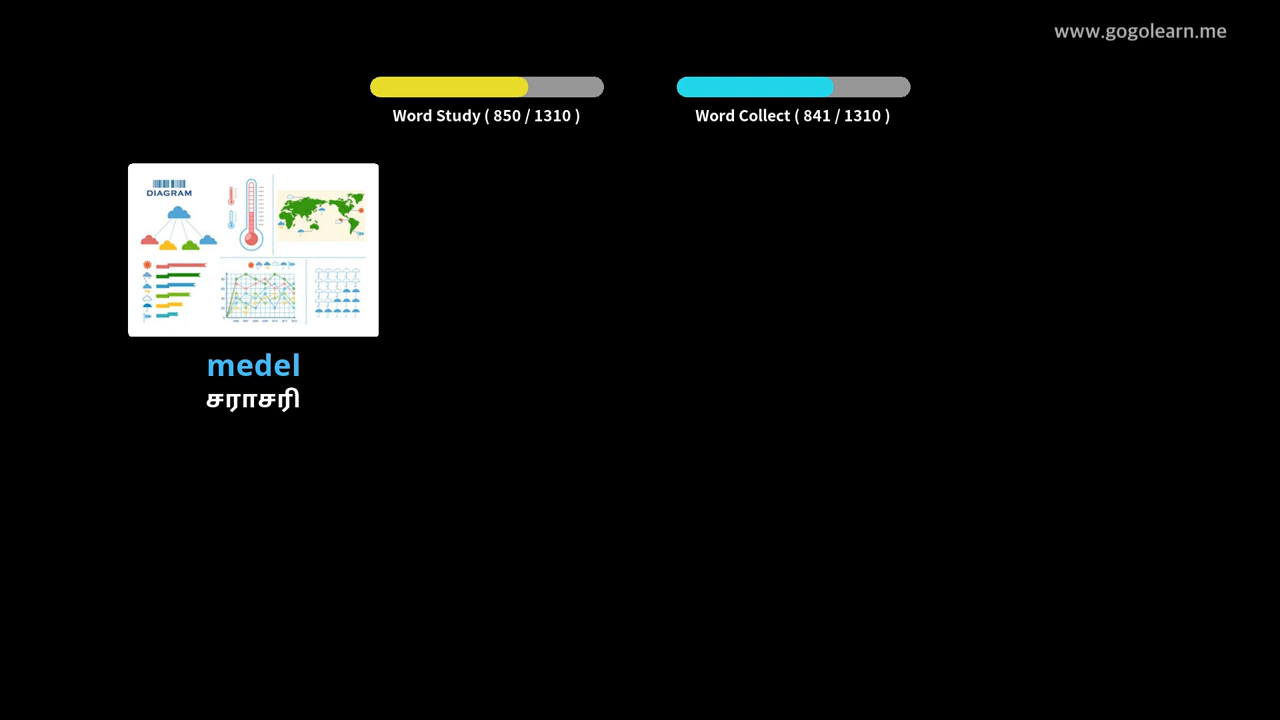 www.gogolearn.me
Word Study ( 850 / 1310 )
Word Collect ( 841 / 1310 )
DIAGRAM
medel
சராசரி